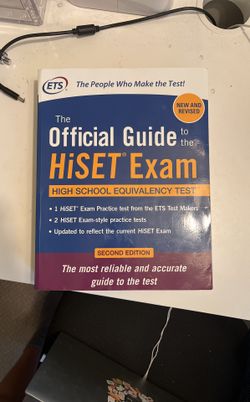 ETS
The People Who Make the Test!
NEW AND
REVISED
The
Official Guide to
the
HiSET® Exam
HIGH SCHOOL EQUIVALENCY TEST
• 1 HiSET® Exam Practice test from the ETS Test Makers
• 2 HiSET Exam-style practice tests
• Updated to reflect the current HiSET Exam
SECOND EDITION
The most reliable and accurate
guide to the test